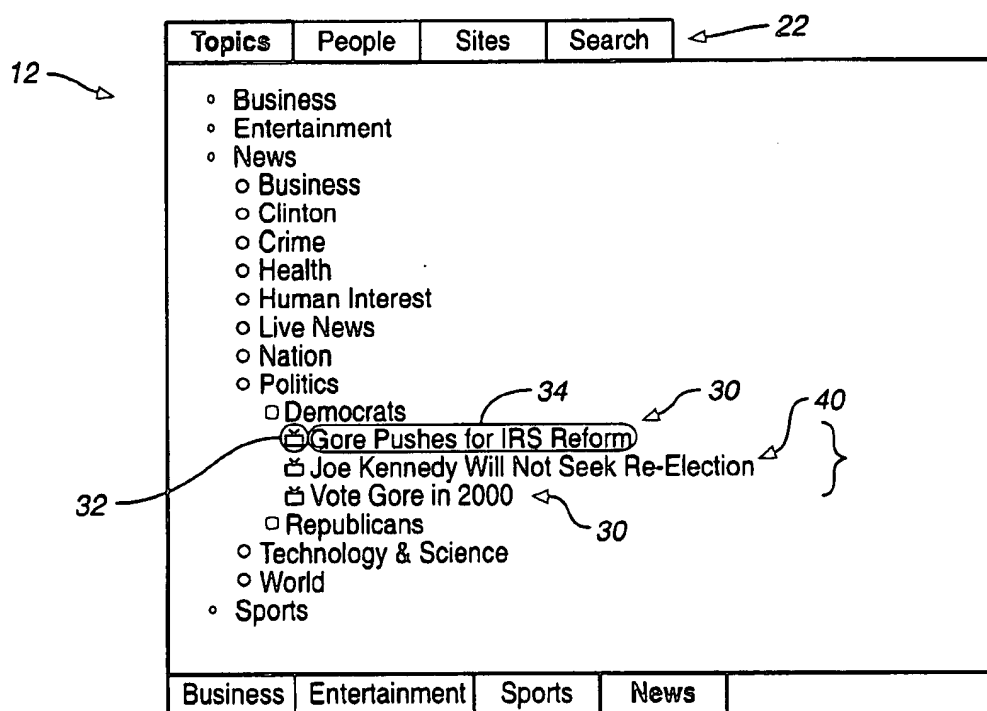 Topics People Sites Search 22
12
Business
Entertainment
News
Business
Clinton
Crime
Health
Human Interest
Live News
Nation
Politics
34 30 40
Democrats
Gore Pushes for IRS Reform
Joe Kennedy Will Not Seek Re-Election
32 Vote Gore in 2000 30
Republicans
Technology & Science
World
Sports
Business Entertainment Sports News